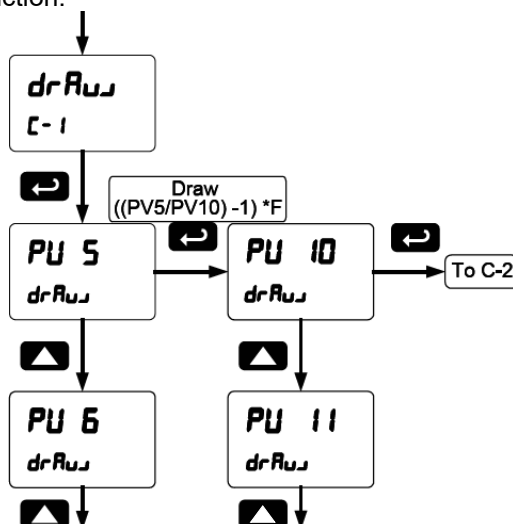 nction.
drAw
C-1
Draw
((PV5/PV10) -1) *F
PV 5
drAw
PV 10
drAw
To C-2
PV 6
drAw
PV 11
drAw